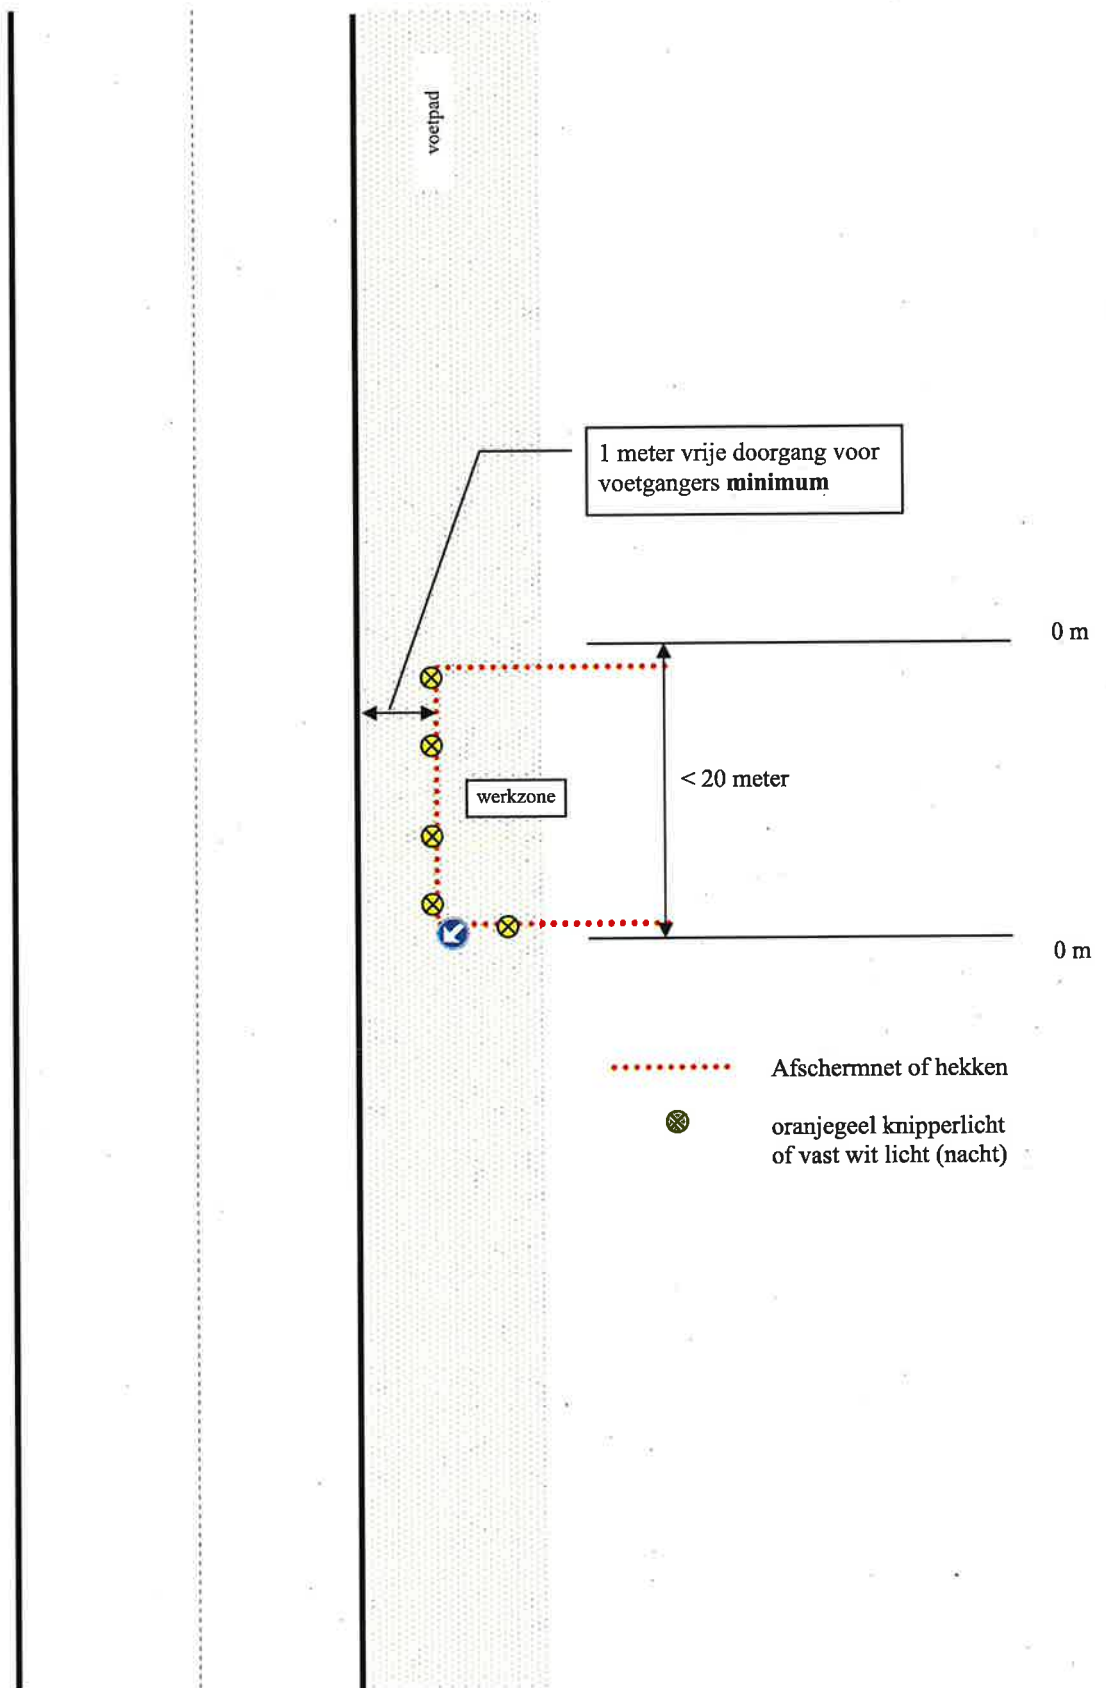 voetpad
1 meter vrije doorgang voor
voetgangers minimum
0 m
< 20 meter
werkzone
0 m
Afschermnet of hekken
oranjegeel knipperlicht
of vast wit licht (nacht)